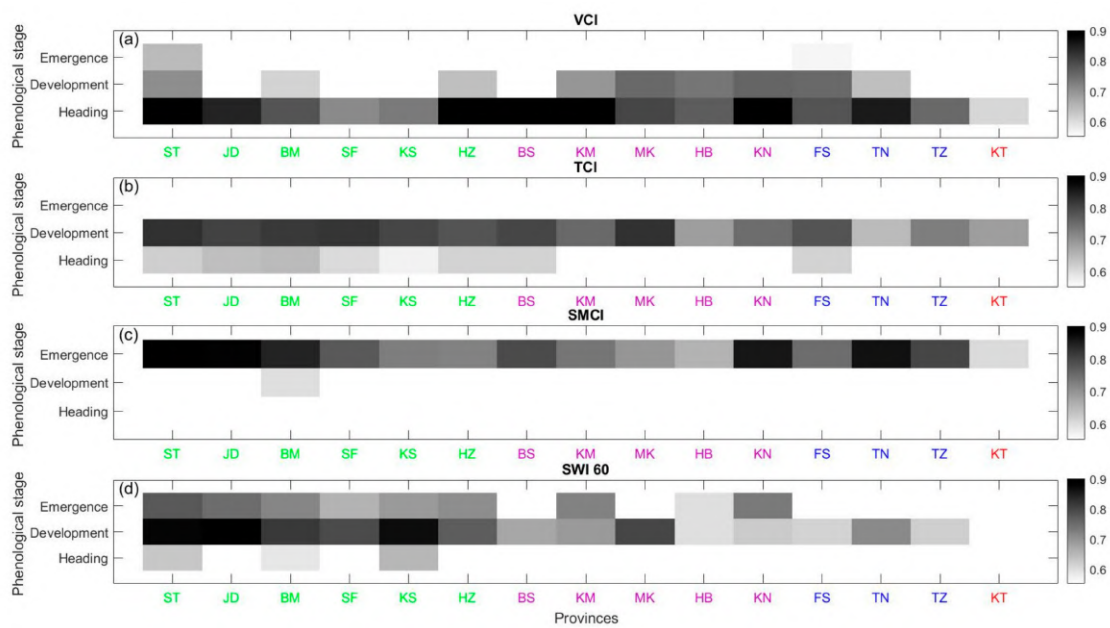 VCI
(a)
Phenological stage
Emergence
Development
Heading
0.9
0.8
0.7
0.6
ST JD BM SF KS HZ BS KM MK HB KN FS TN TZ KT
TCI
(b)
Phenological stage
Emergence
Development
Heading
0.9
0.8
0.7
0.6
ST JD BM SF KS HZ BS KM MK HB KN FS TN TZ KT
SMCI
(c)
Phenological stage
Emergence
Development
Heading
0.9
0.8
0.7
0.6
ST JD BM SF KS HZ BS KM MK HB KN FS TN TZ KT
SWI 60
(d)
Phenological stage
Emergence
Development
Heading
0.9
0.8
0.7
0.6
ST JD BM SF KS HZ BS KM MK HB KN FS TN TZ KT
Provinces